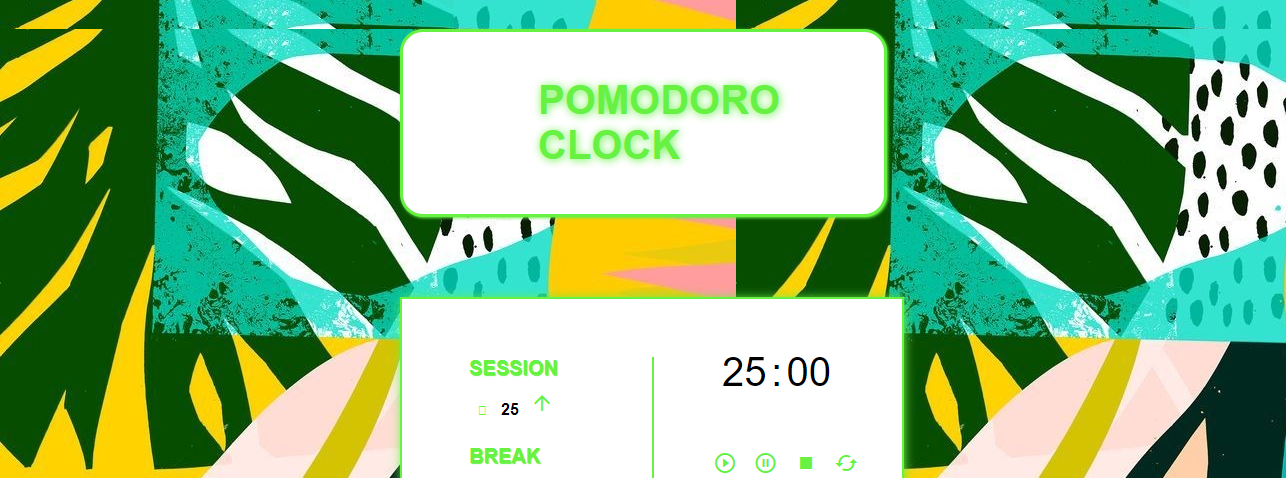 POMODORO
CLOCK
SESSION
25
BREAK
25:00